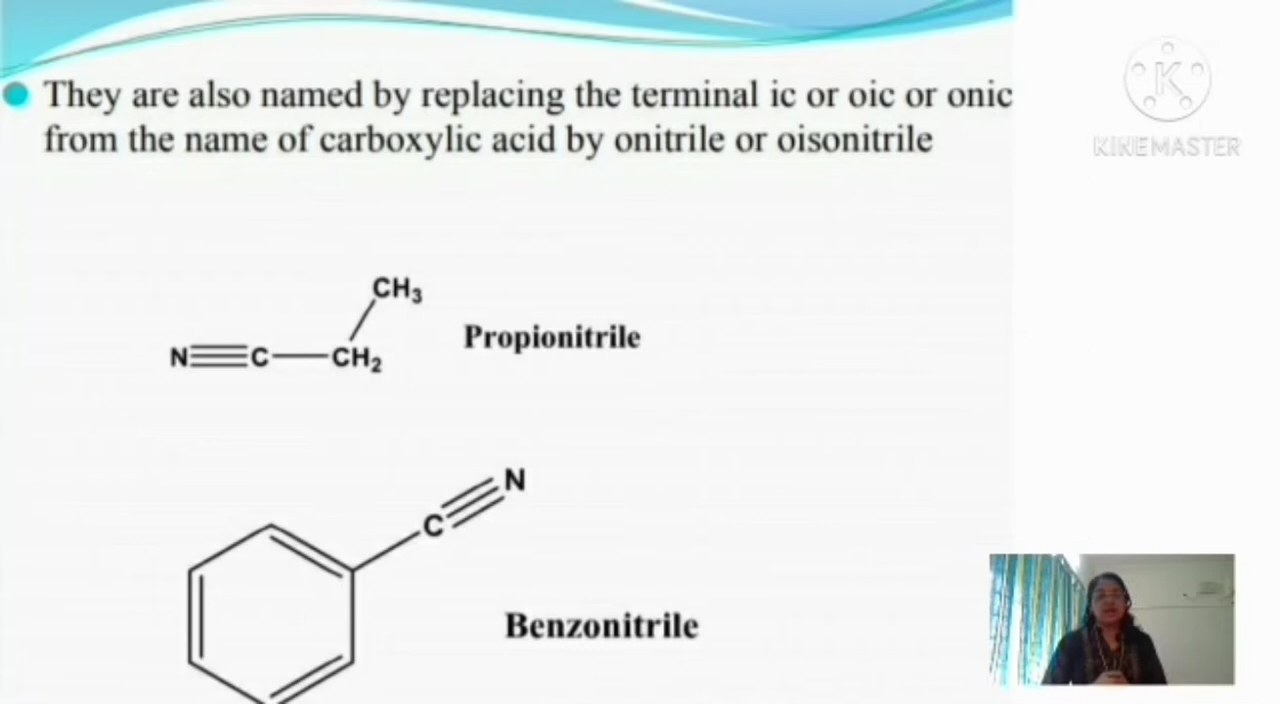 They are also named by replacing the terminal ic or oic or onic
from the name of carboxylic acid by onitrile or oisonitrile
K
KINEMASTER
CH₃
N≡C—CH₂
Propionitrile
N
C
Benzonitrile